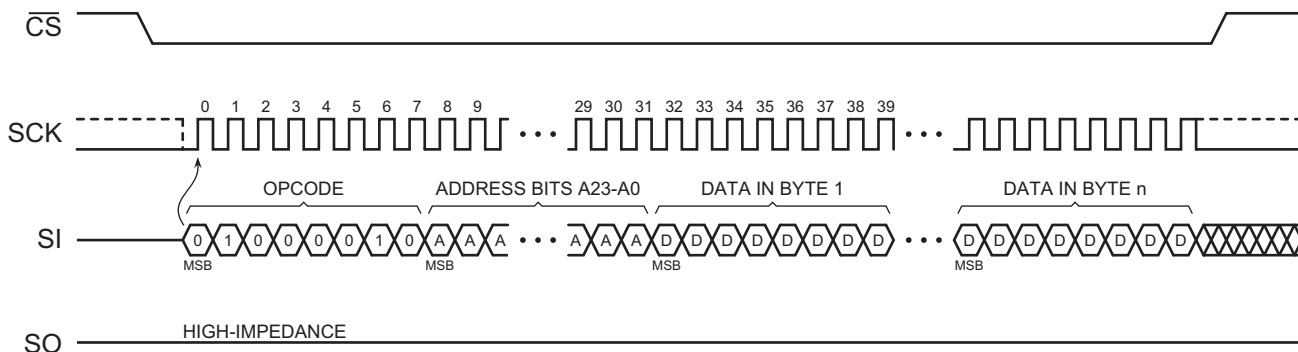 CS
0 1 2 3 4 5 6 7 8 9 29 30 31 32 33 34 35 36 37 38 39
SCK
OPCODE ADDRESS BITS A23-A0 DATA IN BYTE 1 DATA IN BYTE n
SI 0 1 0 0 0 0 1 0 A A A A A A D D D D D D D D D D D D D D D D
MSB MSB MSB MSB
HIGH-IMPEDANCE
SO